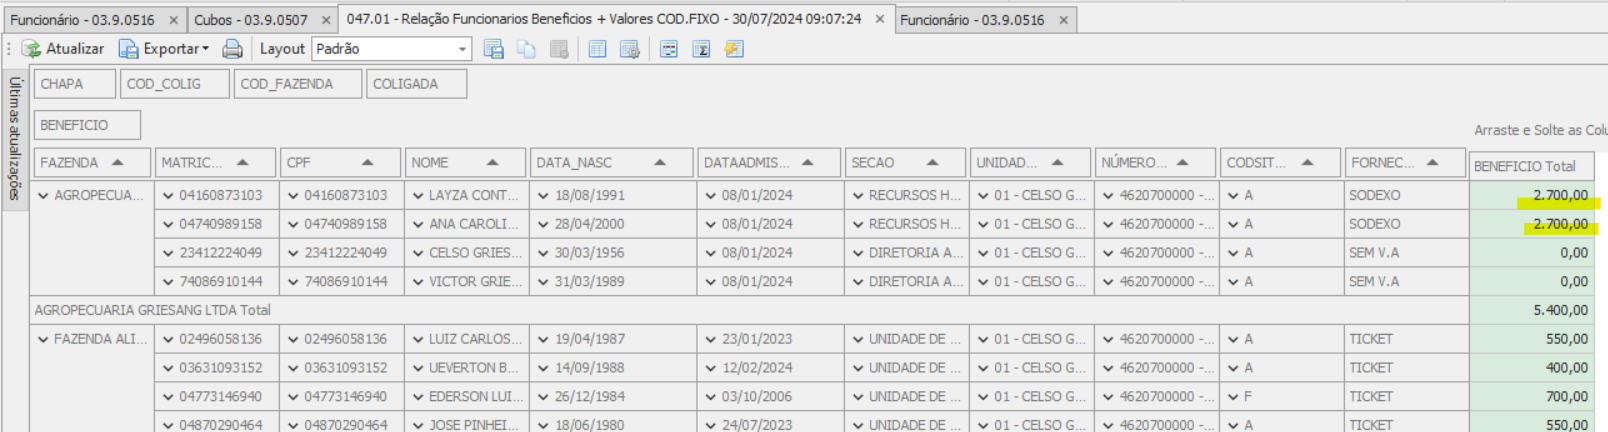 Funcionário - 03.9.0516 × Cubos - 03.9.0507 × 047.01 - Relação Funcionarios Beneficios + Valores COD.FIXO - 30/07/2024 09:07:24 × Funcionário - 03.9.0516 ×
Atualizar Exportar Layout Padrão
Últimas atualizações
CHAPA COD_COLIG COD_FAZENDA COLIGADA
BENEFICIO
Arraste e Solte as Colu
FAZENDA MATRIC... CPF NOME DATA_NASC DATAADMIS... SECAO UNIDAD... NÚMERO... CODSIT... FORNEC... BENEFICIO Total
AGROPECUA... 04160873103 04160873103 LAYZA CONT... 18/08/1991 08/01/2024 RECURSOS H... 01 - CELSO G... 4620700000 -... A SODEXO 2.700,00
04740989158 04740989158 ANA CAROLI... 28/04/2000 08/01/2024 RECURSOS H... 01 - CELSO G... 4620700000 -... A SODEXO 2.700,00
23412224049 23412224049 CELSO GRIES... 30/03/1956 08/01/2024 DIRETORIA A... 01 - CELSO G... 4620700000 -... A SEM V.A 0,00
74086910144 74086910144 VICTOR GRIE... 31/03/1989 08/01/2024 DIRETORIA A... 01 - CELSO G... 4620700000 -... A SEM V.A 0,00
AGROPECUARIA GRIESANG LTDA Total 5.400,00
FAZENDA ALI... 02496058136 02496058136 LUIZ CARLOS... 19/04/1987 23/01/2023 UNIDADE DE ... 01 - CELSO G... 4620700000 -... A TICKET 550,00
03631093152 03631093152 UEVERTON B... 14/09/1988 12/02/2024 UNIDADE DE ... 01 - CELSO G... 4620700000 -... A TICKET 400,00
04773146940 04773146940 EDERSON LUI... 26/12/1984 03/10/2006 UNIDADE DE ... 01 - CELSO G... 4620700000 -... F TICKET 700,00
04870290464 04870290464 JOSE PINHEI... 18/06/1980 24/07/2023 UNIDADE DE ... 01 - CELSO G... 4620700000 -... A TICKET 550,00